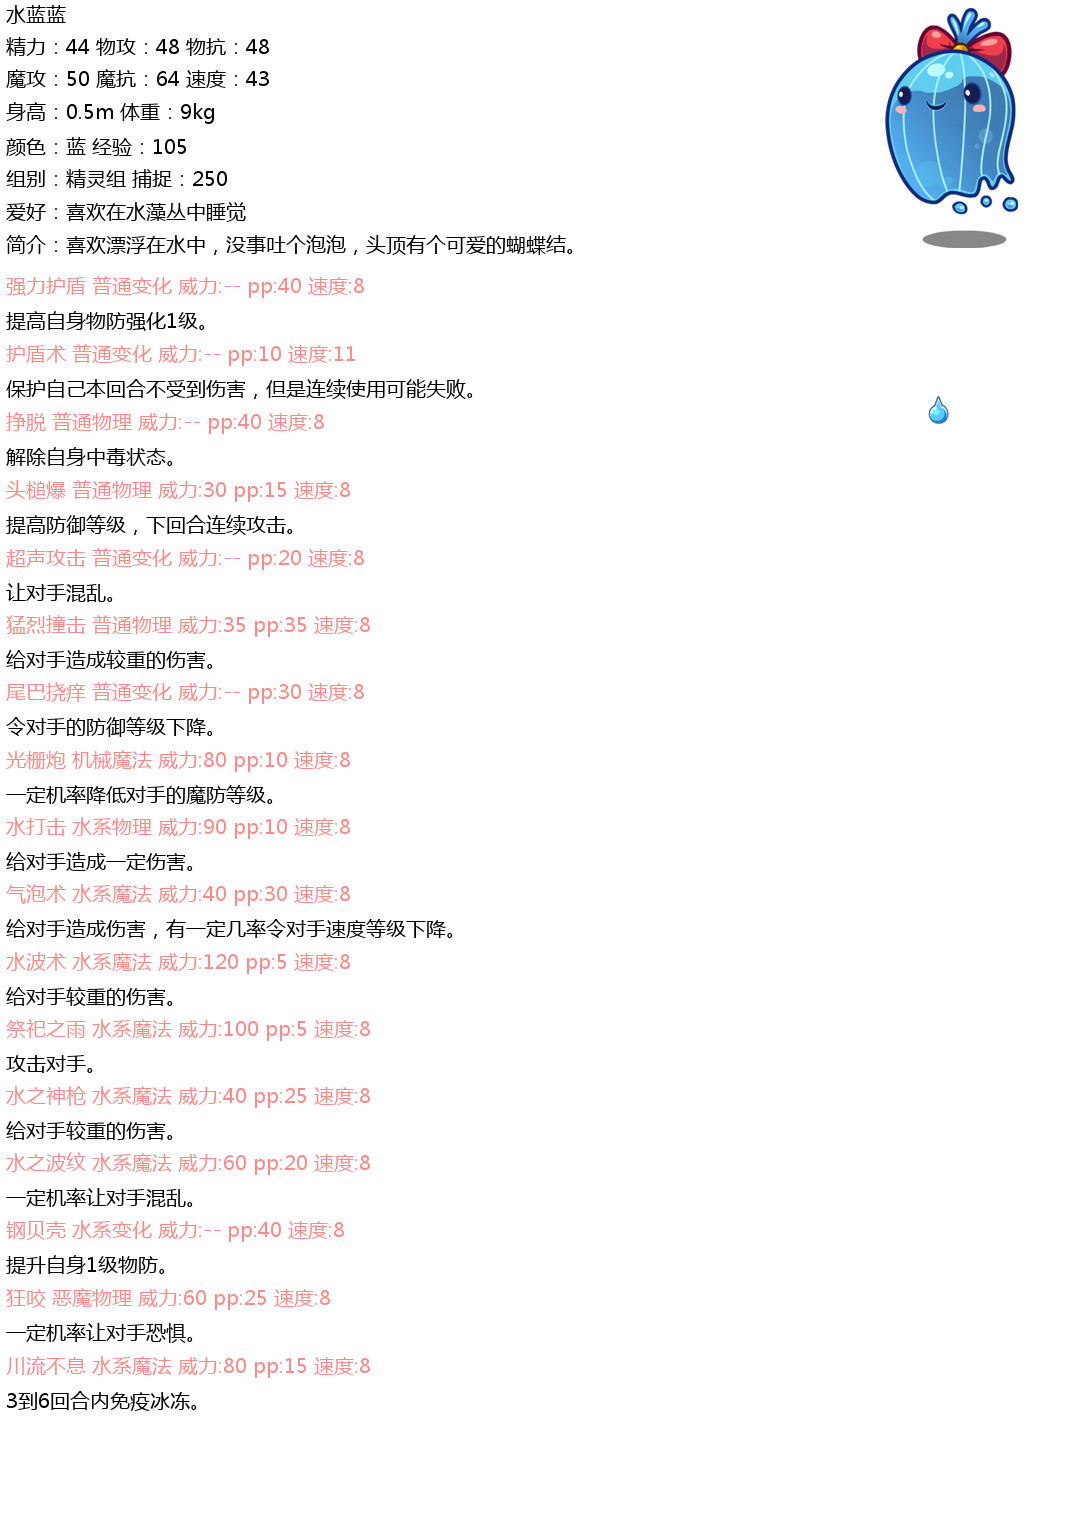 水蓝蓝
精力：44 物攻：48 物抗：48
魔攻：50 魔抗：64 速度：43
身高：0.5m 体重：9kg
颜色：蓝 经验：105
组别：精灵组 捕捉：250
爱好：喜欢在水藻丛中睡觉
简介：喜欢漂浮在水中，没事吐个泡泡，头顶有个可爱的蝴蝶结。
强力护盾 普通变化 威力:-- pp:40 速度:8
提高自身物防强化1级。
护盾术 普通变化 威力:-- pp:10 速度:11
保护自己本回合不受到伤害，但是连续使用可能失败。
挣脱 普通物理 威力:-- pp:40 速度:8
解除自身中毒状态。
头槌爆 普通物理 威力:30 pp:15 速度:8
提高防御等级，下回合连续攻击。
超声攻击 普通变化 威力:-- pp:20 速度:8
让对手混乱。
猛烈撞击 普通物理 威力:35 pp:35 速度:8
给对手造成较重的伤害。
尾巴挠痒 普通变化 威力:-- pp:30 速度:8
令对手的防御等级下降。
光栅炮 机械魔法 威力:80 pp:10 速度:8
一定机率降低对手的魔防等级。
水打击 水系物理 威力:90 pp:10 速度:8
给对手造成一定伤害。
气泡术 水系魔法 威力:40 pp:30 速度:8
给对手造成伤害，有一定几率令对手速度等级下降。
水波术 水系魔法 威力:120 pp:5 速度:8
给对手较重的伤害。
祭祀之雨 水系魔法 威力:100 pp:5 速度:8
攻击对手。
水之神枪 水系魔法 威力:40 pp:25 速度:8
给对手较重的伤害。
水之波纹 水系魔法 威力:60 pp:20 速度:8
一定机率让对手混乱。
钢贝壳 水系变化 威力:-- pp:40 速度:8
提升自身1级物防。
狂咬 恶魔物理 威力:60 pp:25 速度:8
一定机率让对手恐惧。
川流不息 水系魔法 威力:80 pp:15 速度:8
3到6回合内免疫冰冻。